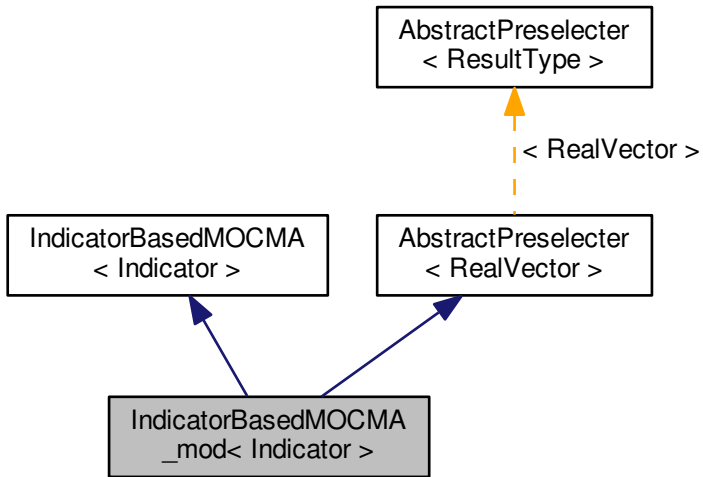 AbstractPreselecter
< ResultType >
< RealVector >
IndicatorBasedMOCMA
< Indicator >
AbstractPreselecter
< RealVector >
IndicatorBasedMOCMA
_mod< Indicator >